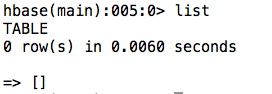 hbase(main):005:0> list
TABLE
0 row(s) in 0.0060 seconds
=> []